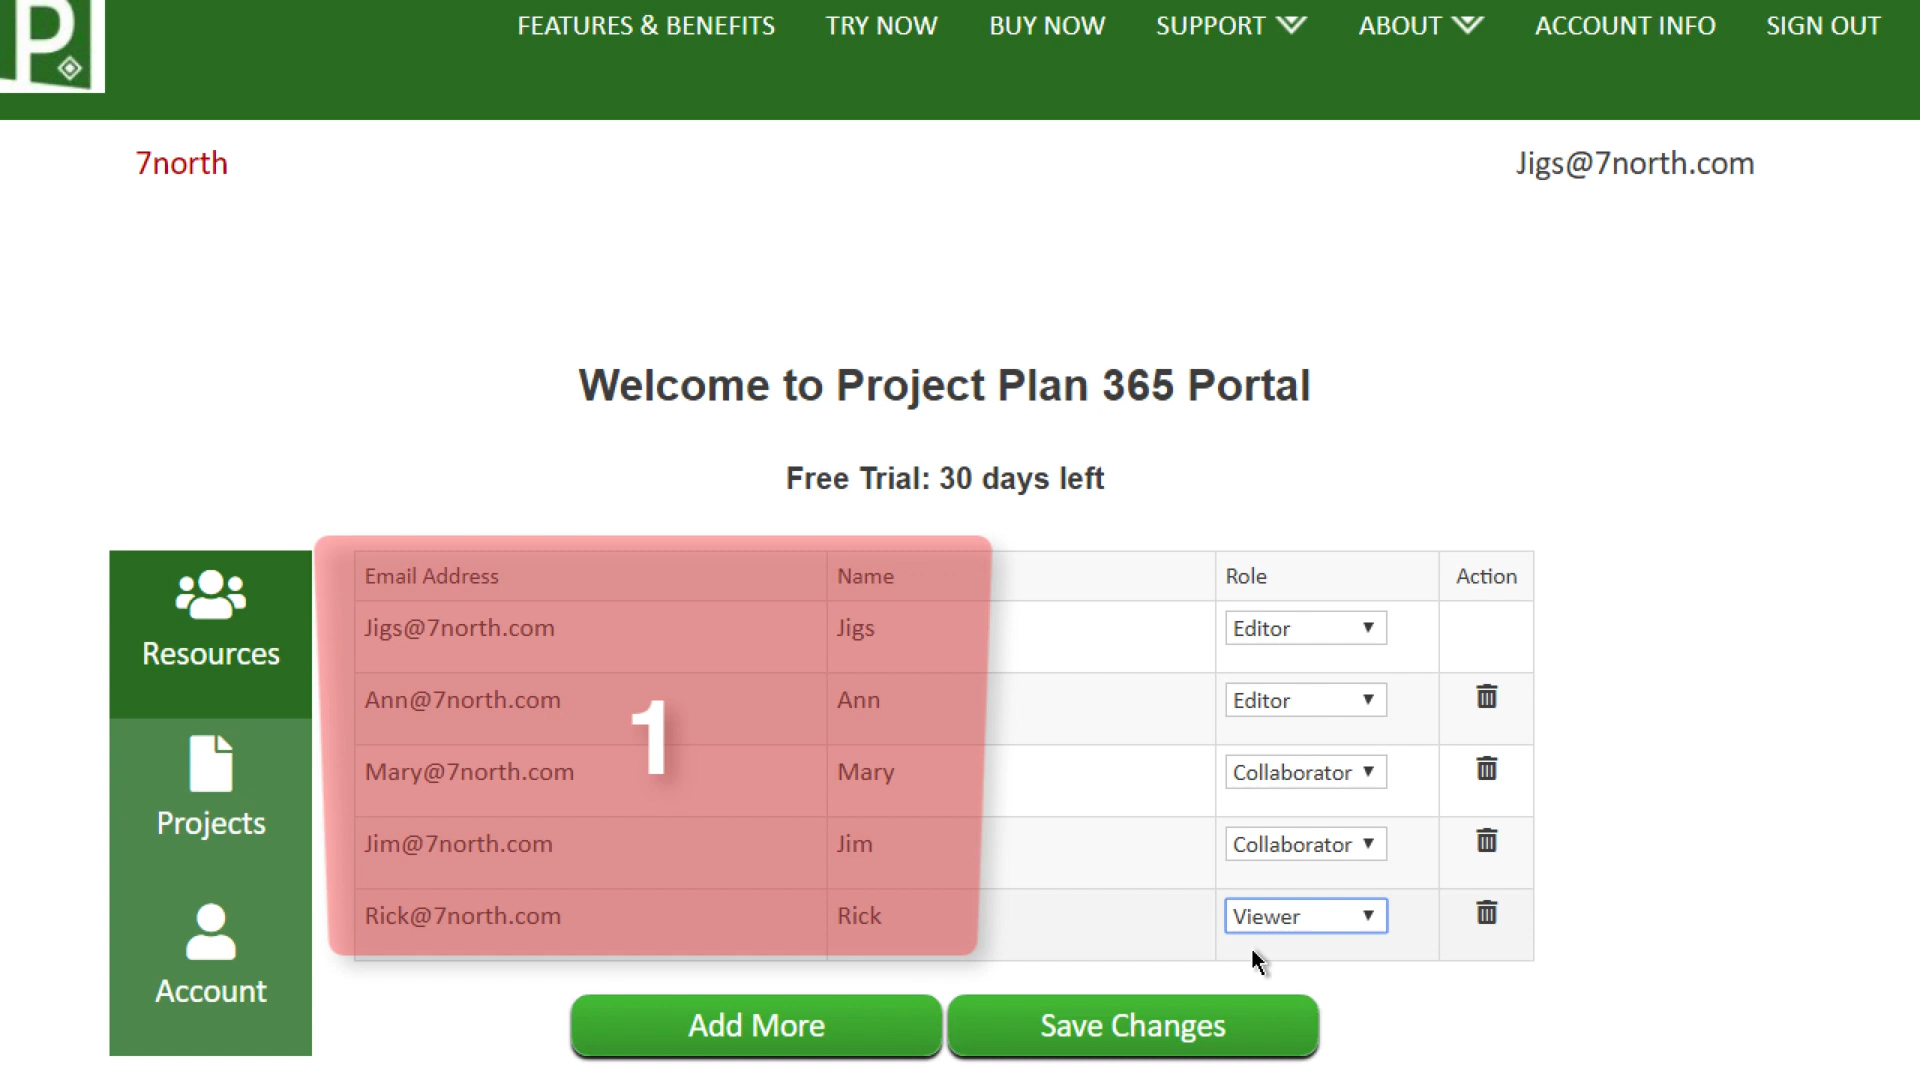 P
FEATURES & BENEFITS TRY NOW BUY NOW SUPPORT ABOUT ACCOUNT INFO SIGN OUT
7north Jigs@7north.com
Welcome to Project Plan 365 Portal
Free Trial: 30 days left
Resources
Projects
Account
Email Address Name Role Action
Jigs@7north.com Jigs Editor
Ann@7north.com Ann Editor
1
Mary@7north.com Mary Collaborator
Jim@7north.com Jim Collaborator
Rick@7north.com Rick Viewer
Add More Save Changes